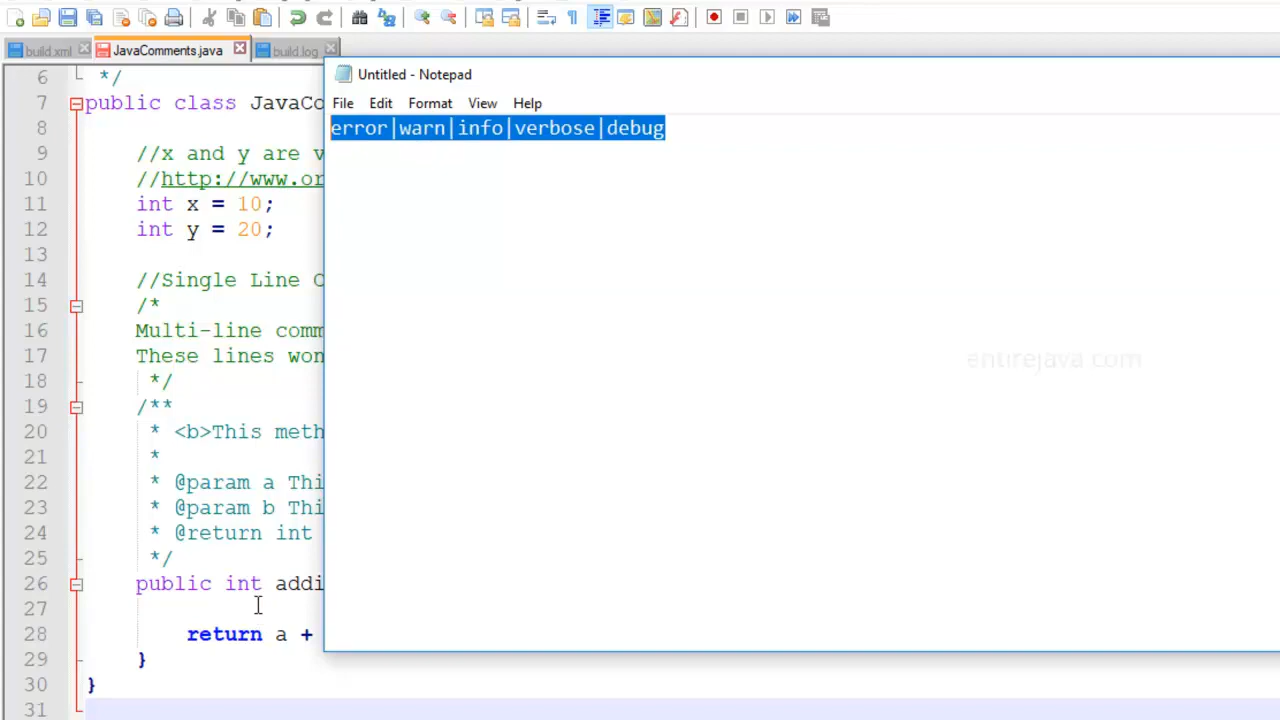 build.xml JavaComments.java build.log
6 */
7 public class JavaCo
8
9 //x and y are v
10 //http://www.or
11 int x = 10;
12 int y = 20;
13
14 //Single Line C
15 /*
16 Multi-line comm
17 These lines won
18 */
19 /**
20 * <b>This meth
21 *
22 * @param a Thi
23 * @param b Thi
24 * @return int
25 */
26 public int addi
27
28 return a +
29 }
30 }
31
Untitled - Notepad
File Edit Format View Help
error|warn|info|verbose|debug
entirejava.com